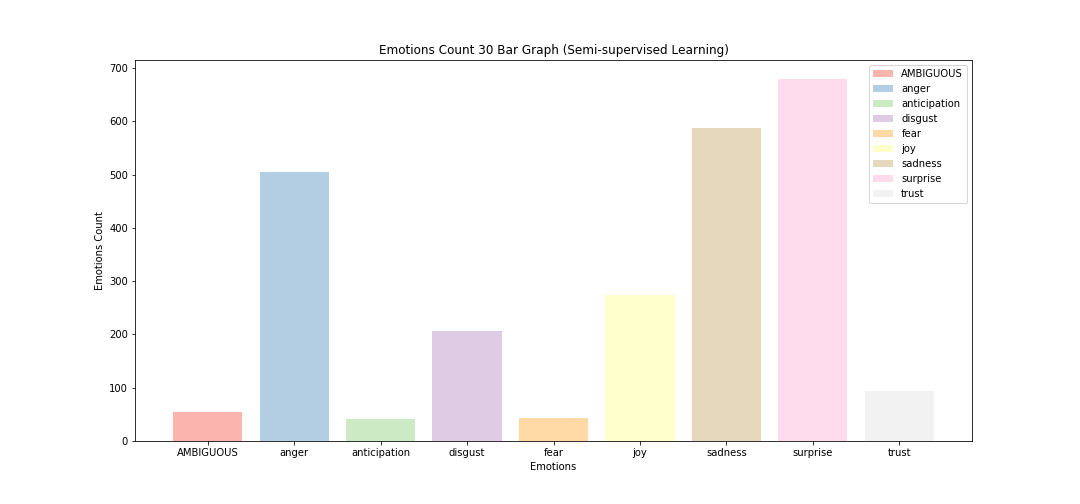 Emotions Count 30 Bar Graph (Semi-supervised Learning)
700
600
500
400
300
200
100
0
Emotions Count
AMBIGUOUS
anger
anticipation
disgust
fear
joy
sadness
surprise
trust
AMBIGUOUS anger anticipation disgust fear joy sadness surprise trust
Emotions